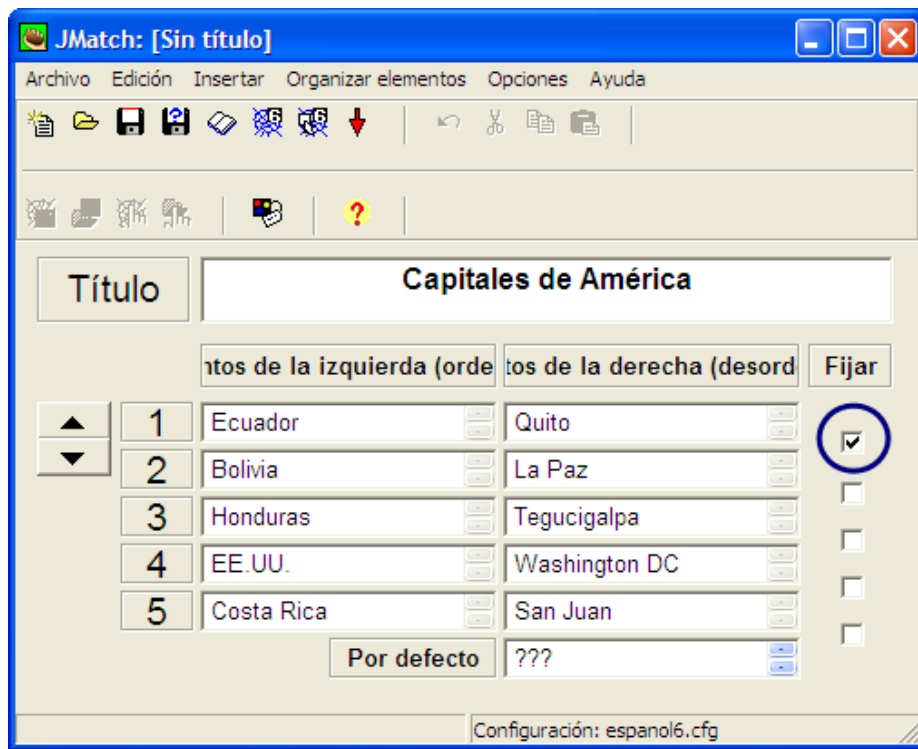 JMatch: [Sin título]
Archivo Edición Insertar Organizar elementos Opciones Ayuda
Título Capitales de América
ntos de la izquierda (orde tos de la derecha (desord Fijar
1 Ecuador Quito
2 Bolivia La Paz
3 Honduras Tegucigalpa
4 EE.UU. Washington DC
5 Costa Rica San Juan
Por defecto ???
Configuración: espanol6.cfg